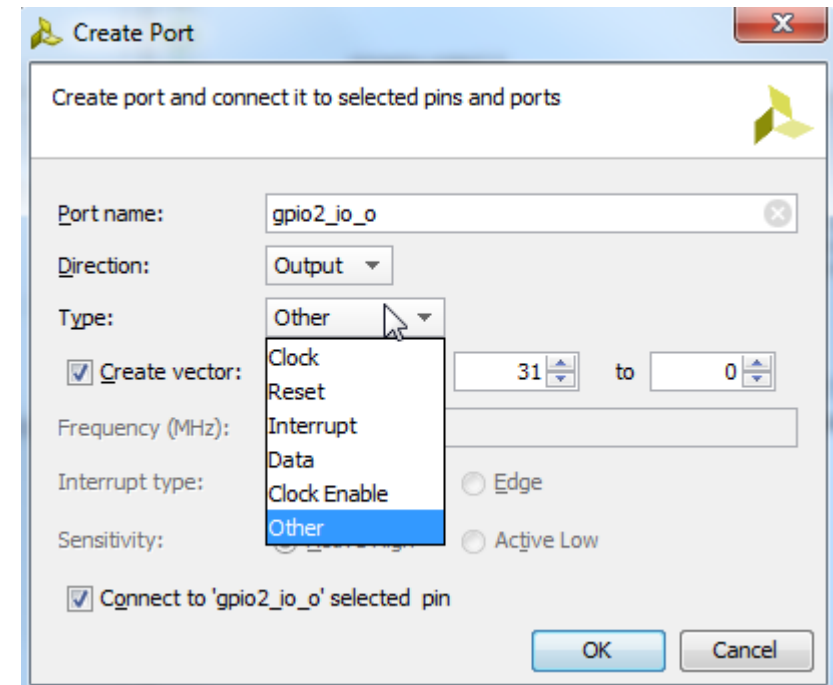 Create Port
Create port and connect it to selected pins and ports
Port name: gpio2_io_o
Direction: Output
Type: Other
Clock
Create vector: 31 to 0
Reset
Frequency (MHz): Interrupt
Data
Interrupt type: Edge
Clock Enable
Other
Sensitivity: Active Low
Connect to 'gpio2_io_o' selected pin
OK Cancel